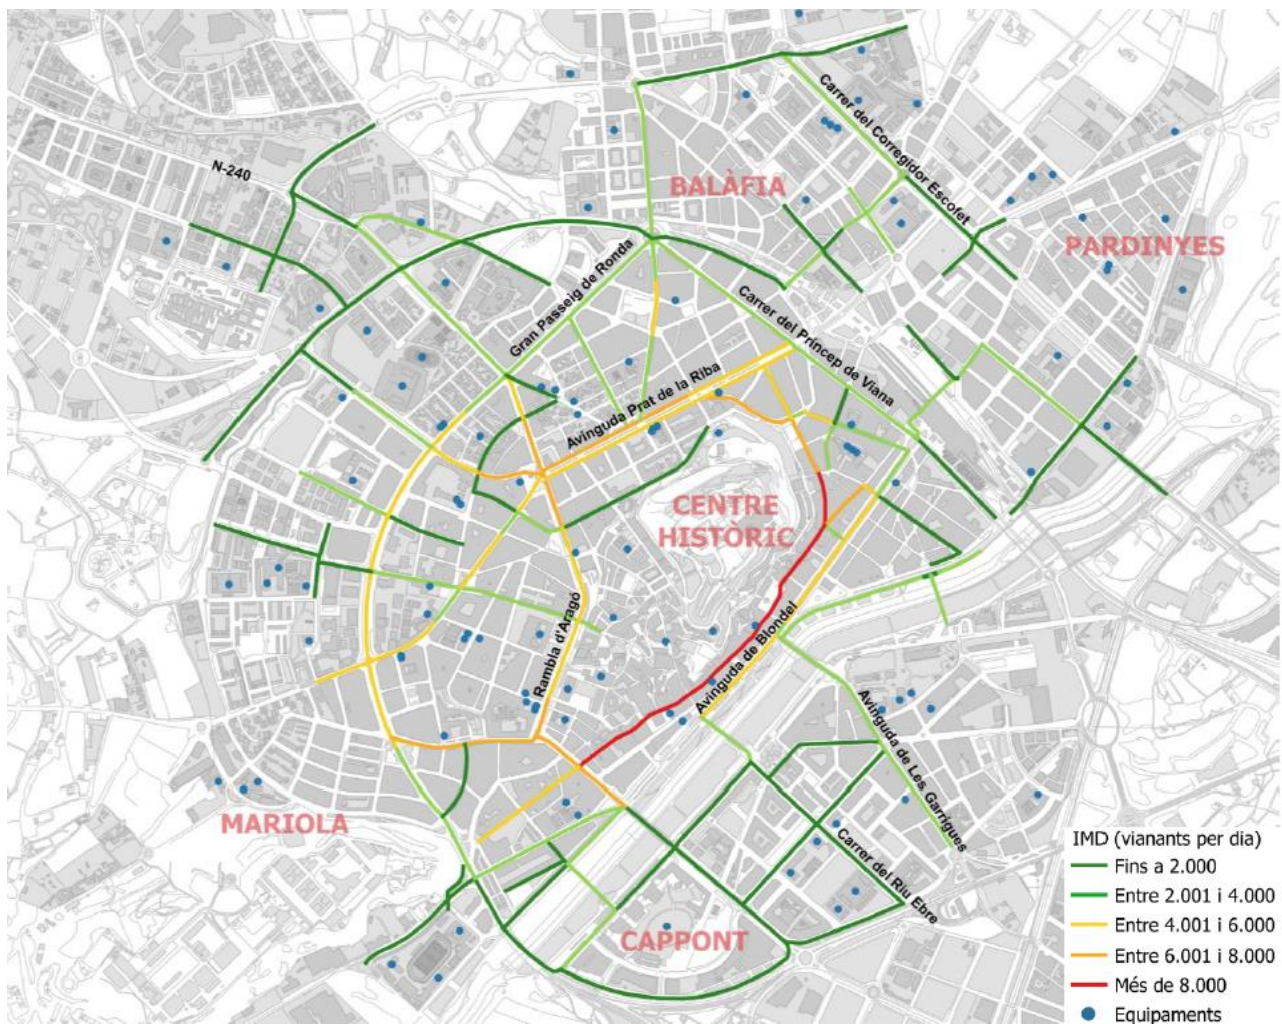 N-240
BALÀFIA
Carrer del Corregidor Escofet
PARDINYES
Gran Passeig de Ronda
Carrer del Príncep de Viana
Avinguda Prat de la Riba
CENTRE
HISTÒRIC
Rambla d'Aragó
Avinguda de Blondel
Avinguda de Les Garrigues
MARIOLA
Carrer del Riu Ebre
CAPPONT
IMD (vianants per dia)
Fins a 2.000
Entre 2.001 i 4.000
Entre 4.001 i 6.000
Entre 6.001 i 8.000
Més de 8.000
Equipaments